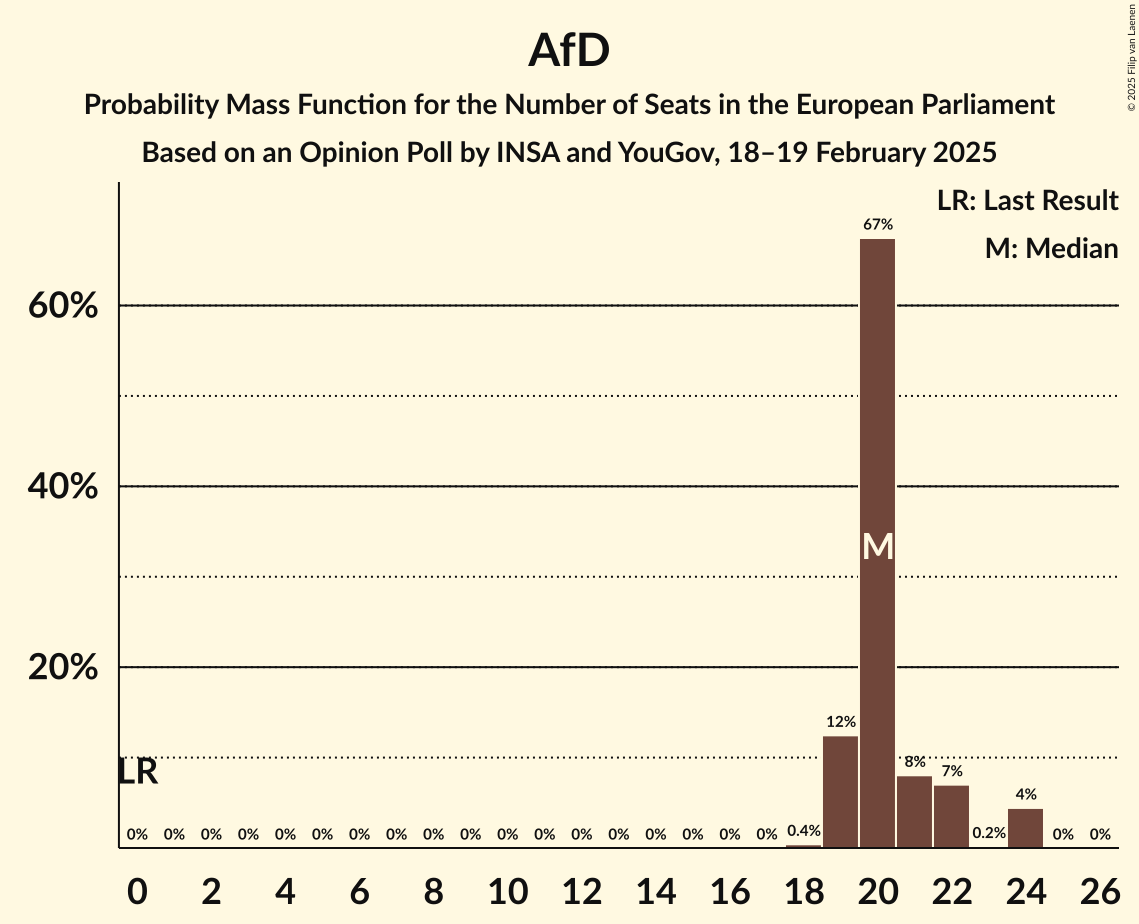 AfD
Probability Mass Function for the Number of Seats in the European Parliament
Based on an Opinion Poll by INSA and YouGov, 18–19 February 2025
© 2025 Filip van Laenen
LR: Last Result
M: Median
67%
60%
40%
M
20%
12%
LR
8%
7%
4%
0% 0% 0% 0% 0% 0% 0% 0% 0% 0% 0% 0% 0% 0% 0% 0% 0% 0% 0.4% 0.2% 0% 0%
0 2 4 6 8 10 12 14 16 18 20 22 24 26